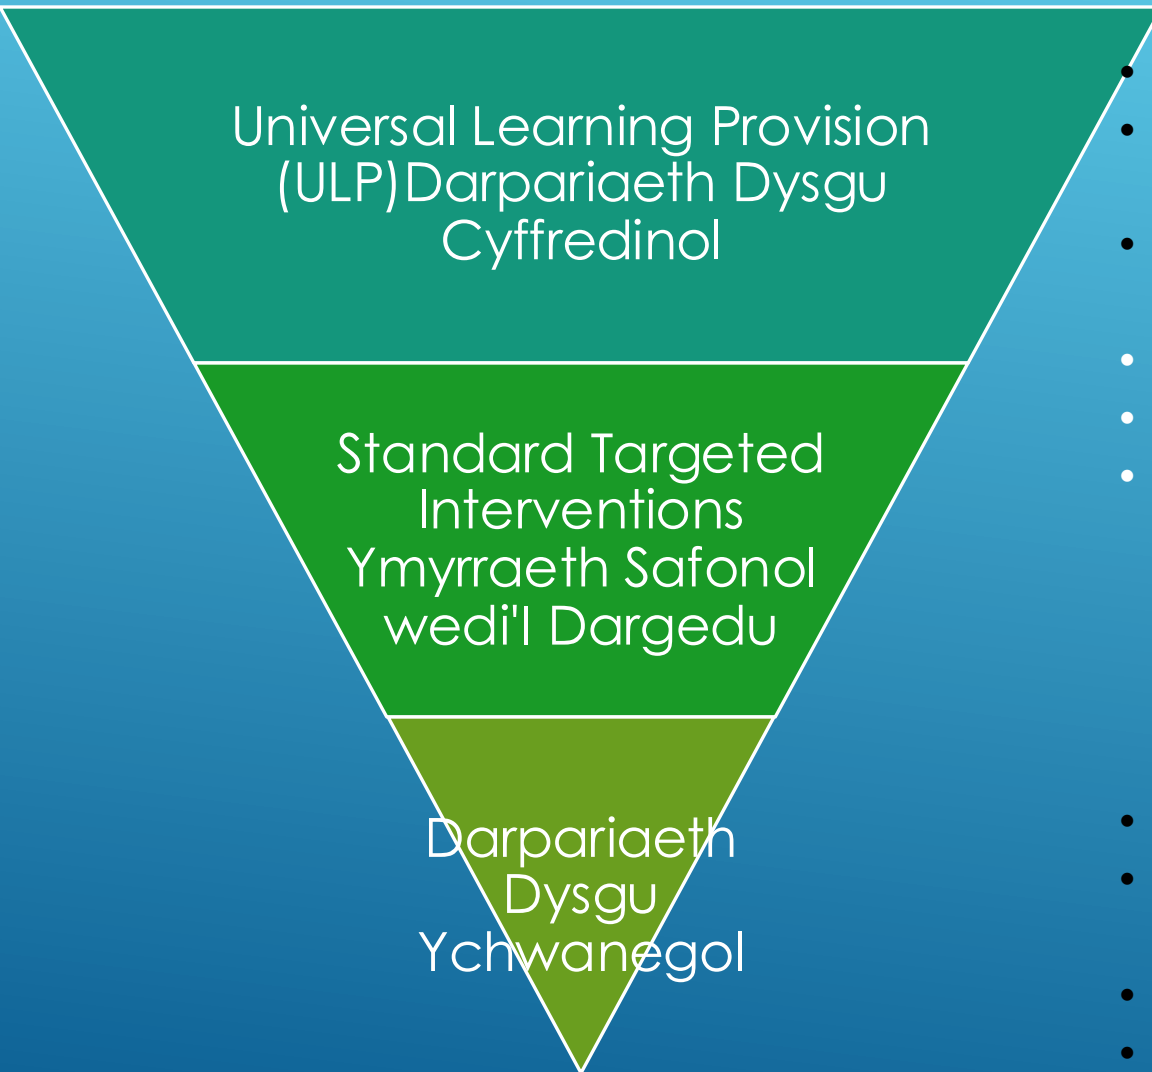 Universal Learning Provision
(ULP)Darpariaeth Dysgu
Cyffredinol
Standard Targeted
Interventions
Ymyrraeth Safonol
wedi'I Dargedu
Darpariaeth
Dysgu
Ychwanegol